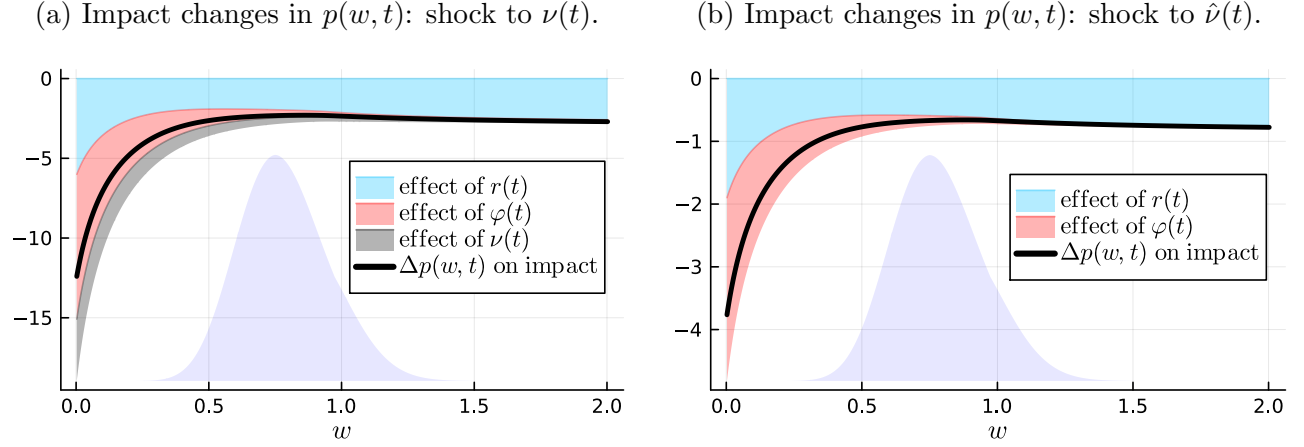 (a) Impact changes in p(w, t): shock to ν(t).
0
−5
−10
−15
0.0 0.5 1.0 1.5 2.0
w
effect of r(t)
effect of φ(t)
effect of ν(t)
Δp(w, t) on impact
(b) Impact changes in p(w, t): shock to ν̂(t).
0
−1
−2
−3
−4
0.0 0.5 1.0 1.5 2.0
w
effect of r(t)
effect of φ(t)
Δp(w, t) on impact